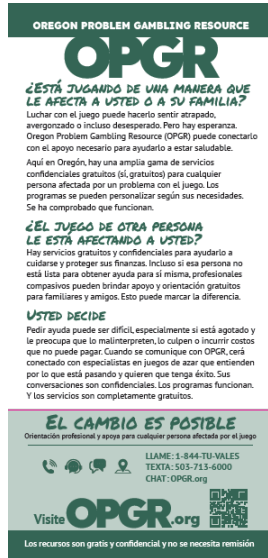 OREGON PROBLEM GAMBLING RESOURCE
OPGR
¿ESTÁ JUGANDO DE UNA MANERA QUE
LE AFECTA A USTED O A SU FAMILIA?
Luchar con el juego puede hacerlo sentir atrapado,
avergonzado o incluso desesperado. Pero hay esperanza.
Oregon Problem Gambling Resource (OPGR) puede conectarlo
con el apoyo necesario para ayudarlo a estar saludable.
Aquí en Oregón, hay una amplia gama de servicios
confidenciales gratuitos (sí, gratuitos) para cualquier
persona afectada por un problema con el juego. Los
programas se pueden personalizar según sus necesidades.
Se ha comprobado que funcionan.
¿EL JUEGO DE OTRA PERSONA
LE ESTÁ AFECTANDO A USTED?
Hay servicios gratuitos y confidenciales para ayudarlo a
cuidarse y proteger sus finanzas. Incluso si esa persona no
está lista para obtener ayuda para sí misma, profesionales
compasivos pueden brindar apoyo y orientación gratuitos
para familiares y amigos. Esto puede marcar la diferencia.
USTED DECIDE
Pedir ayuda puede ser difícil, especialmente si está agotado y
le preocupa que lo malinterpreten, lo culpen o incurrir costos
que no puede pagar. Cuando se comunique con OPGR, cerá
conectado con especialistas en juegos de azar que entienden
por lo que está pasando y quieren que tenga éxito. Sus
conversaciones son confidenciales. Los programas funcionan.
Y los servicios son completamente gratuitos.
EL CAMBIO ES POSIBLE
Orientación profesional y apoya para cualquier persona afectada por el juego
LLAME: 1-844-TU-VALES
TEXTA: 503-713-6000
CHAT: OPGR.org
Visite OPGR.org
Los recursos son gratis y confidencial y no se necesita remisión